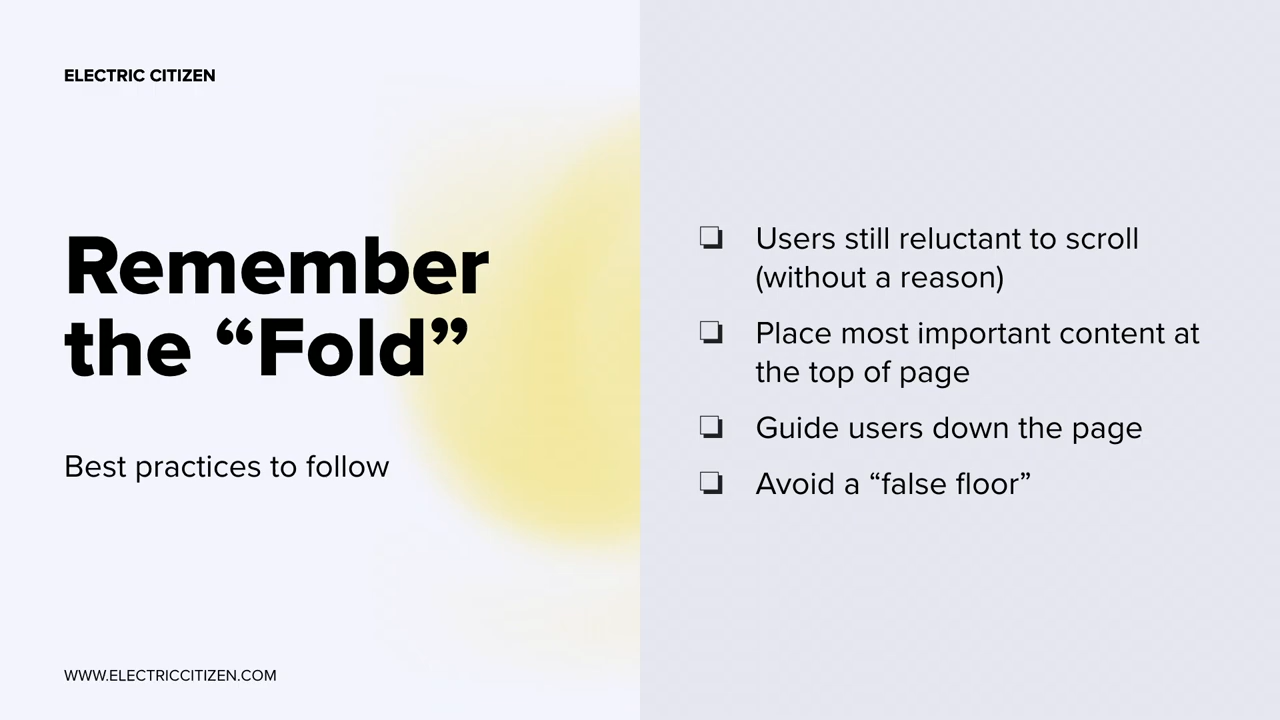 ELECTRIC CITIZEN
Remember
the “Fold”
Best practices to follow
WWW.ELECTRICCITIZEN.COM
❏ Users still reluctant to scroll
(without a reason)
❏ Place most important content at
the top of page
❏ Guide users down the page
❏ Avoid a “false floor”